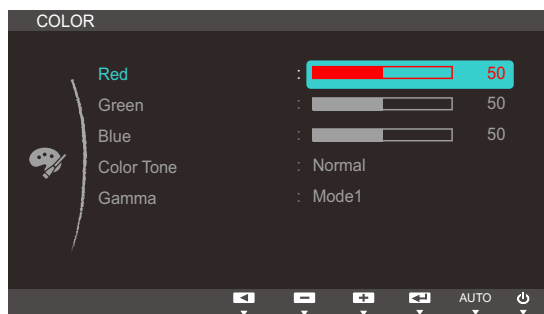 COLOR
Red : 50
Green : 50
Blue : 50
Color Tone : Normal
Gamma : Mode1
AUTO